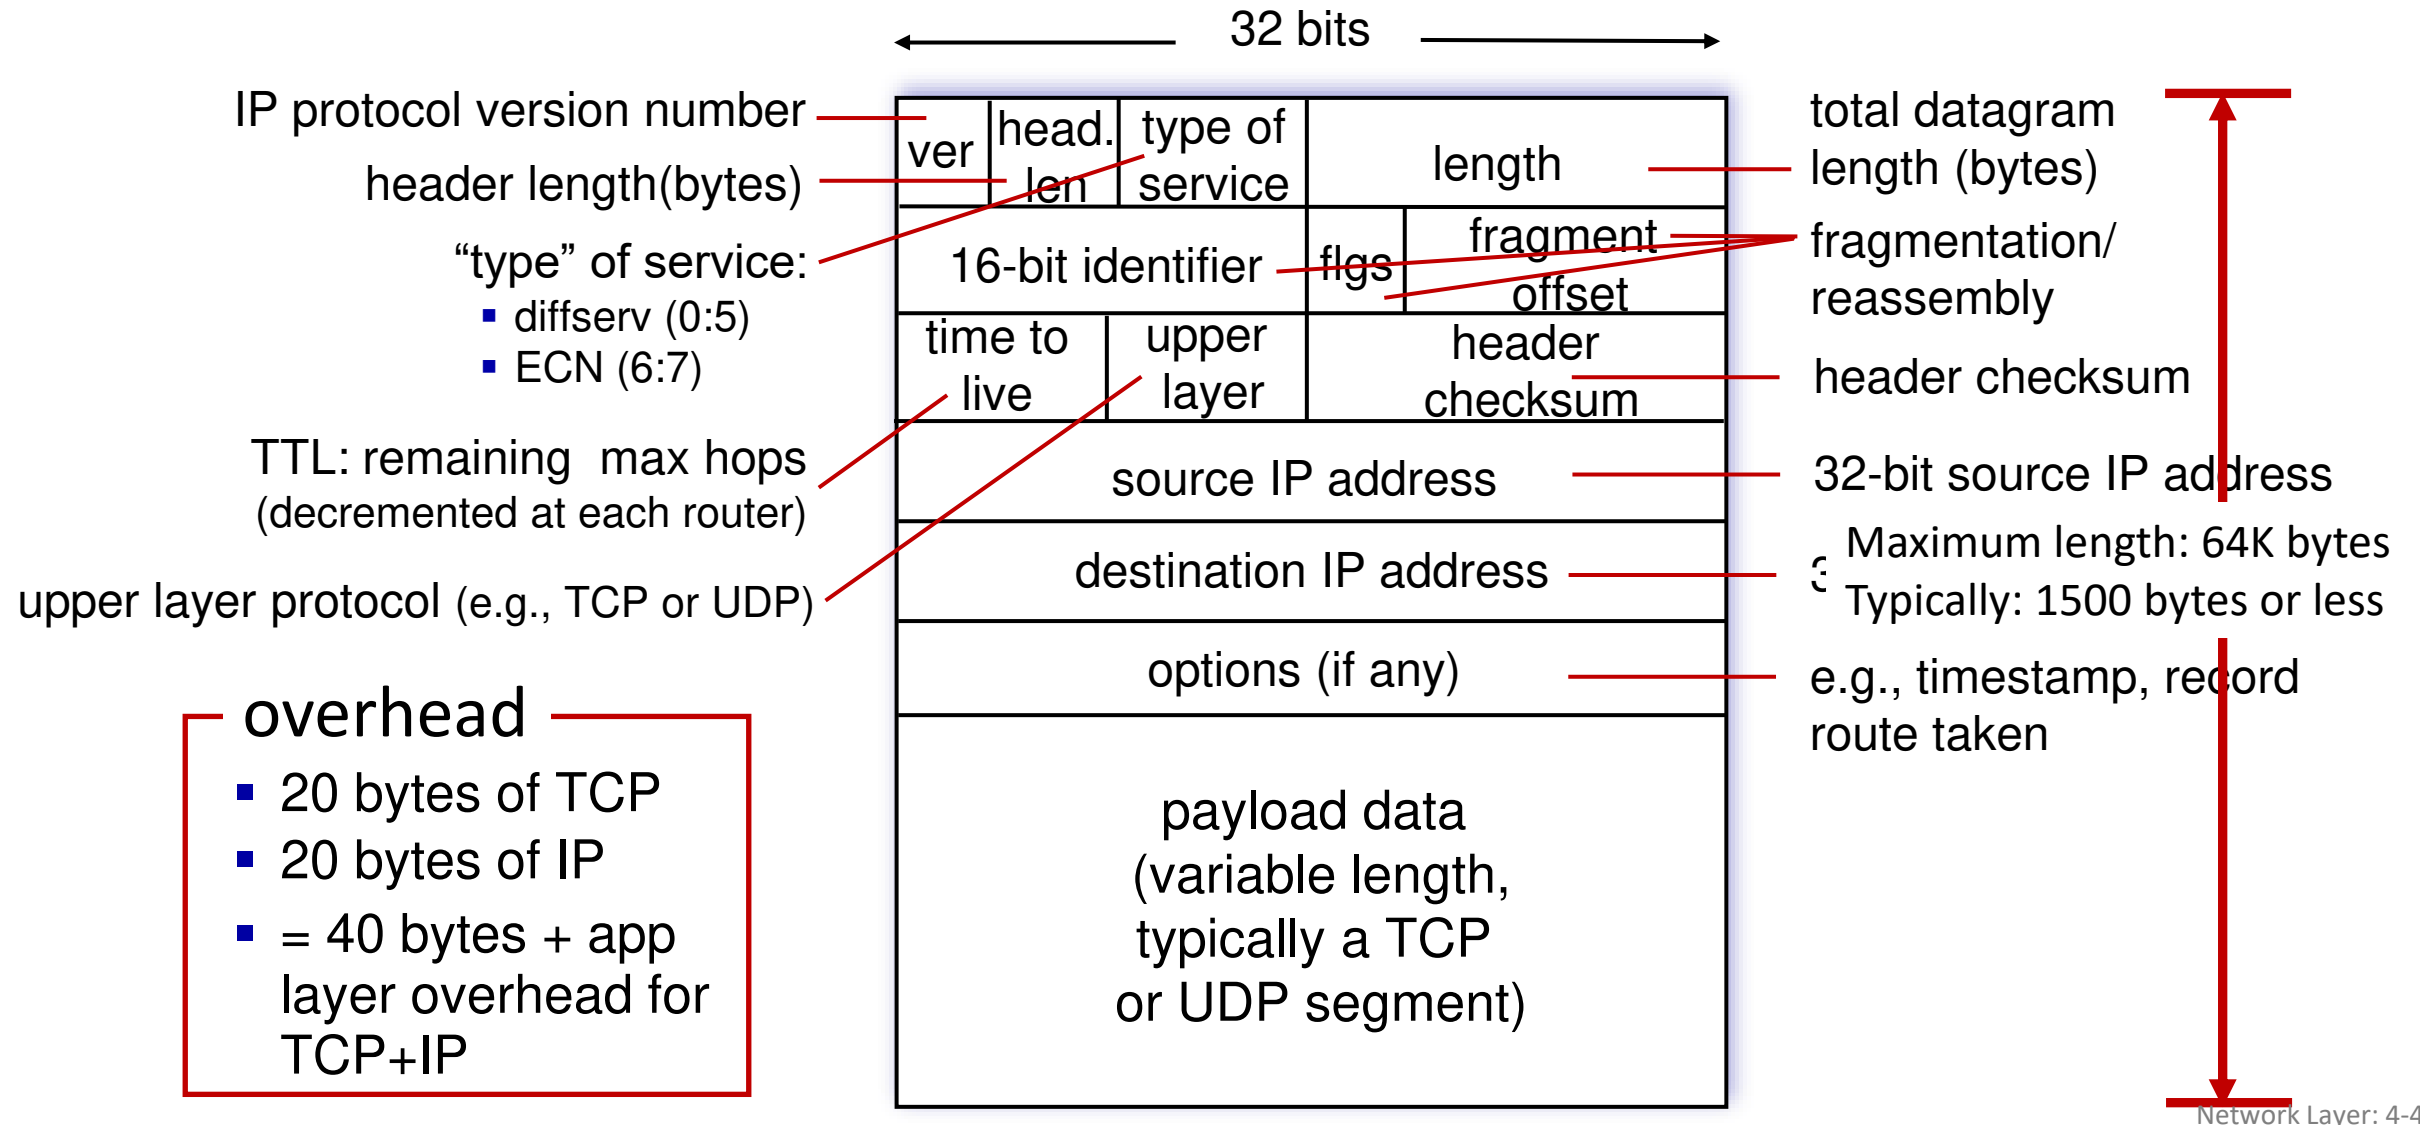 32 bits
IP protocol version number
header length(bytes)
“type” of service:
▪ diffserv (0:5)
▪ ECN (6:7)
TTL: remaining  max hops
(decremented at each router)
upper layer protocol (e.g., TCP or UDP)
overhead
▪ 20 bytes of TCP
▪ 20 bytes of IP
▪ = 40 bytes + app
layer overhead for
TCP+IP
ver
head.
len
type of
service
length
16-bit identifier
flgs
fragment
offset
time to
live
upper
layer
header
checksum
source IP address
destination IP address
options (if any)
payload data
(variable length,
typically a TCP
or UDP segment)
total datagram
length (bytes)
fragmentation/
reassembly
header checksum
32-bit source IP address
Maximum length: 64K bytes
Typically: 1500 bytes or less
e.g., timestamp, record
route taken
Network Layer: 4-4